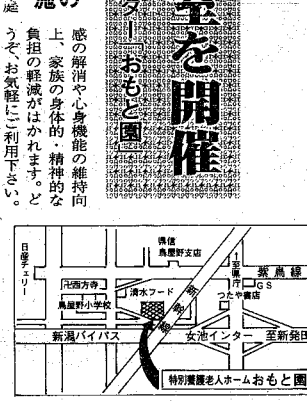 室を開催
ター「おもと園」
感の解消や心身機能の維持向
上、家族の身体的・精神的な
負担の軽減がはかれます。ど
うぞ、お気軽にご利用下さい。
日産チェリー
県信
鳥屋野支店
↑至県庁
紫鳥線
GS
つたや書店
卍西方寺
鳥屋野小学校
清水フード
新潟バイパス
女池インター
至新発田
特別養護老人ホームおもと園